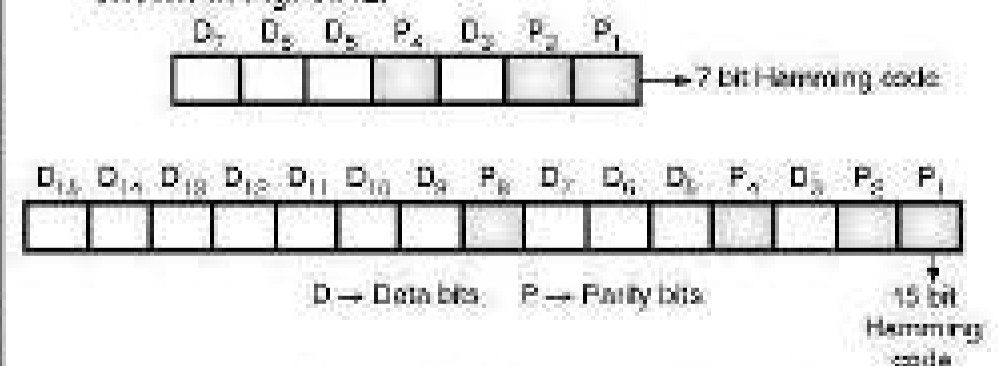 D7 D6 D5 P4 D3 P2 P1
7 bit Hamming code
D15 D14 D13 D12 D11 D10 D9 P8 D7 D6 D5 P4 D3 P2 P1
D → Data bits P → Parity bits
15 bit
Hamming
code